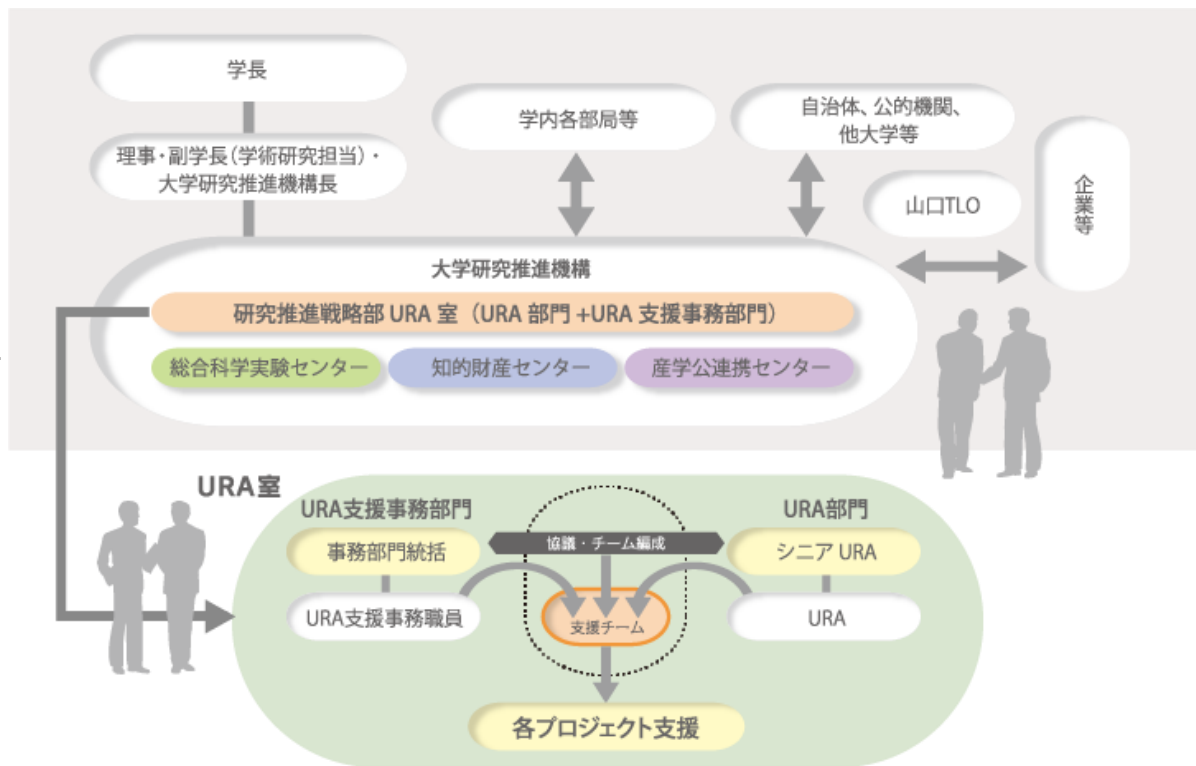 学長
理事・副学長（学術研究担当）・
大学研究推進機構長
学内各部局等
自治体、公的機関、
他大学等
山口TLO
企業等
大学研究推進機構
研究推進戦略部 URA 室（URA 部門 +URA 支援事務部門）
総合科学実験センター
知的財産センター
産学公連携センター
URA室
URA支援事務部門
URA部門
事務部門統括
協議・チーム編成
シニア URA
URA支援事務職員
支援チーム
URA
各プロジェクト支援